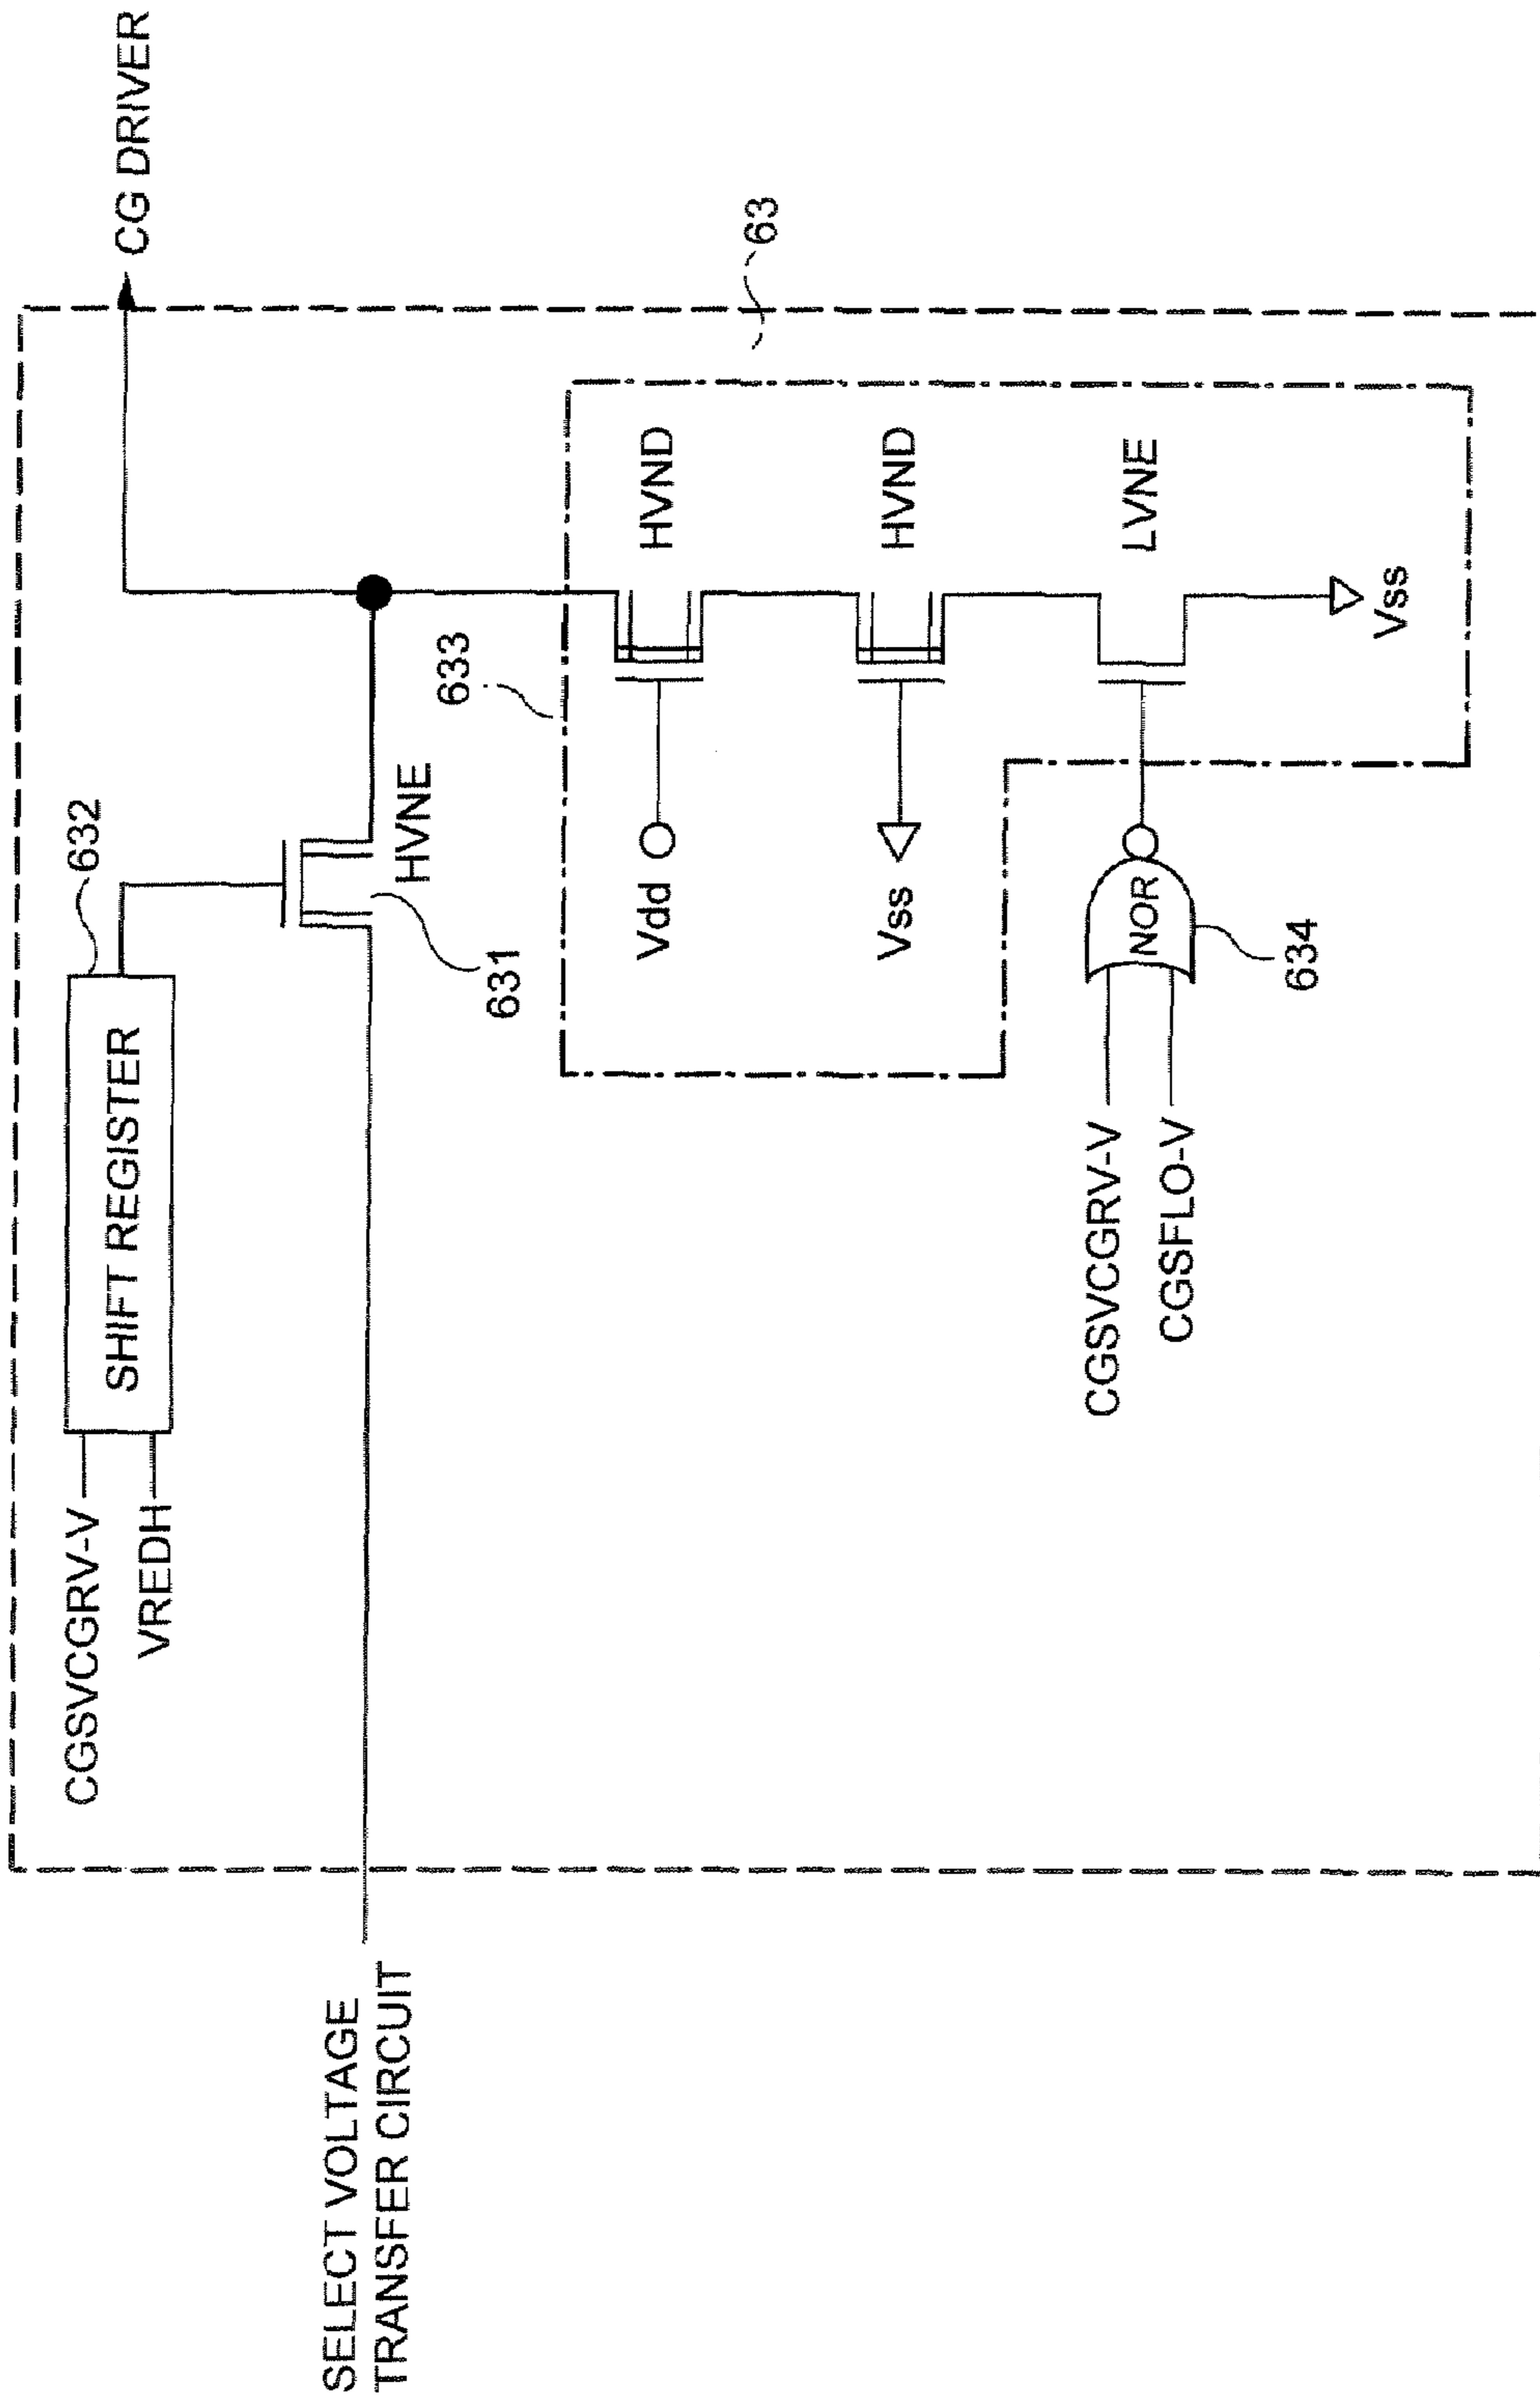 CG DRIVER
63
CGSVCGRV-V
VREDH
SHIFT REGISTER
632
631
HVNE
SELECT VOLTAGE
TRANSFER CIRCUIT
633
Vdd
HVND
Vss
HVND
CGSVCGRV-V
CGSFLO-V
NOR
634
LVNE
Vss